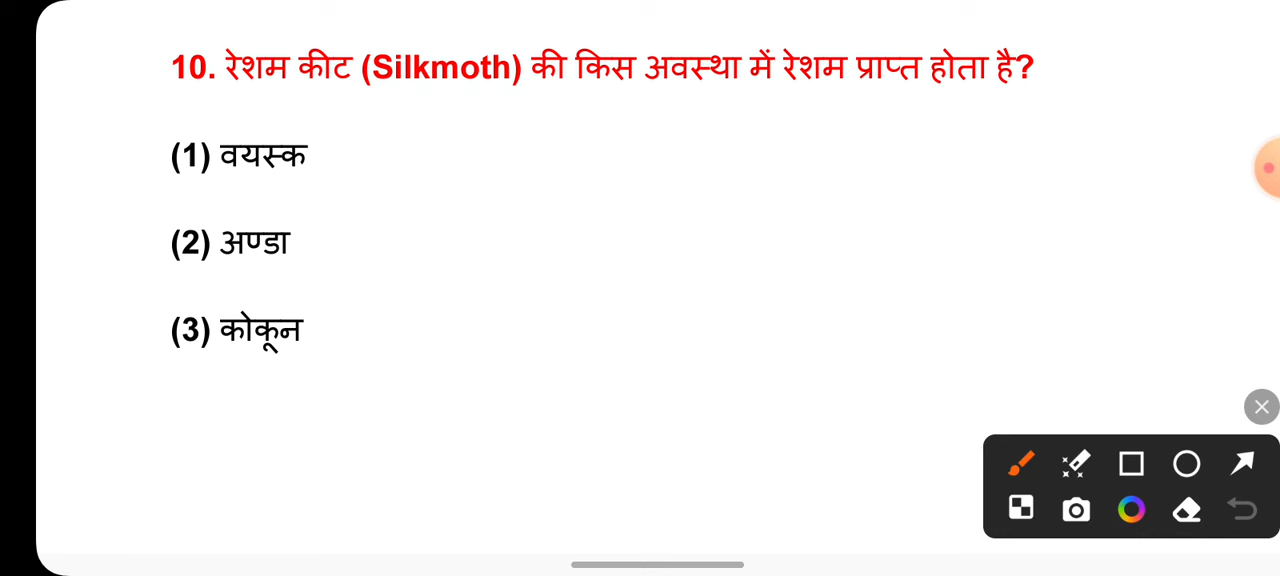 10. रेशम कीट (Silkmoth) की किस अवस्था में रेशम प्राप्त होता है?
(1) वयस्क
(2) अण्डा
(3) कोकून